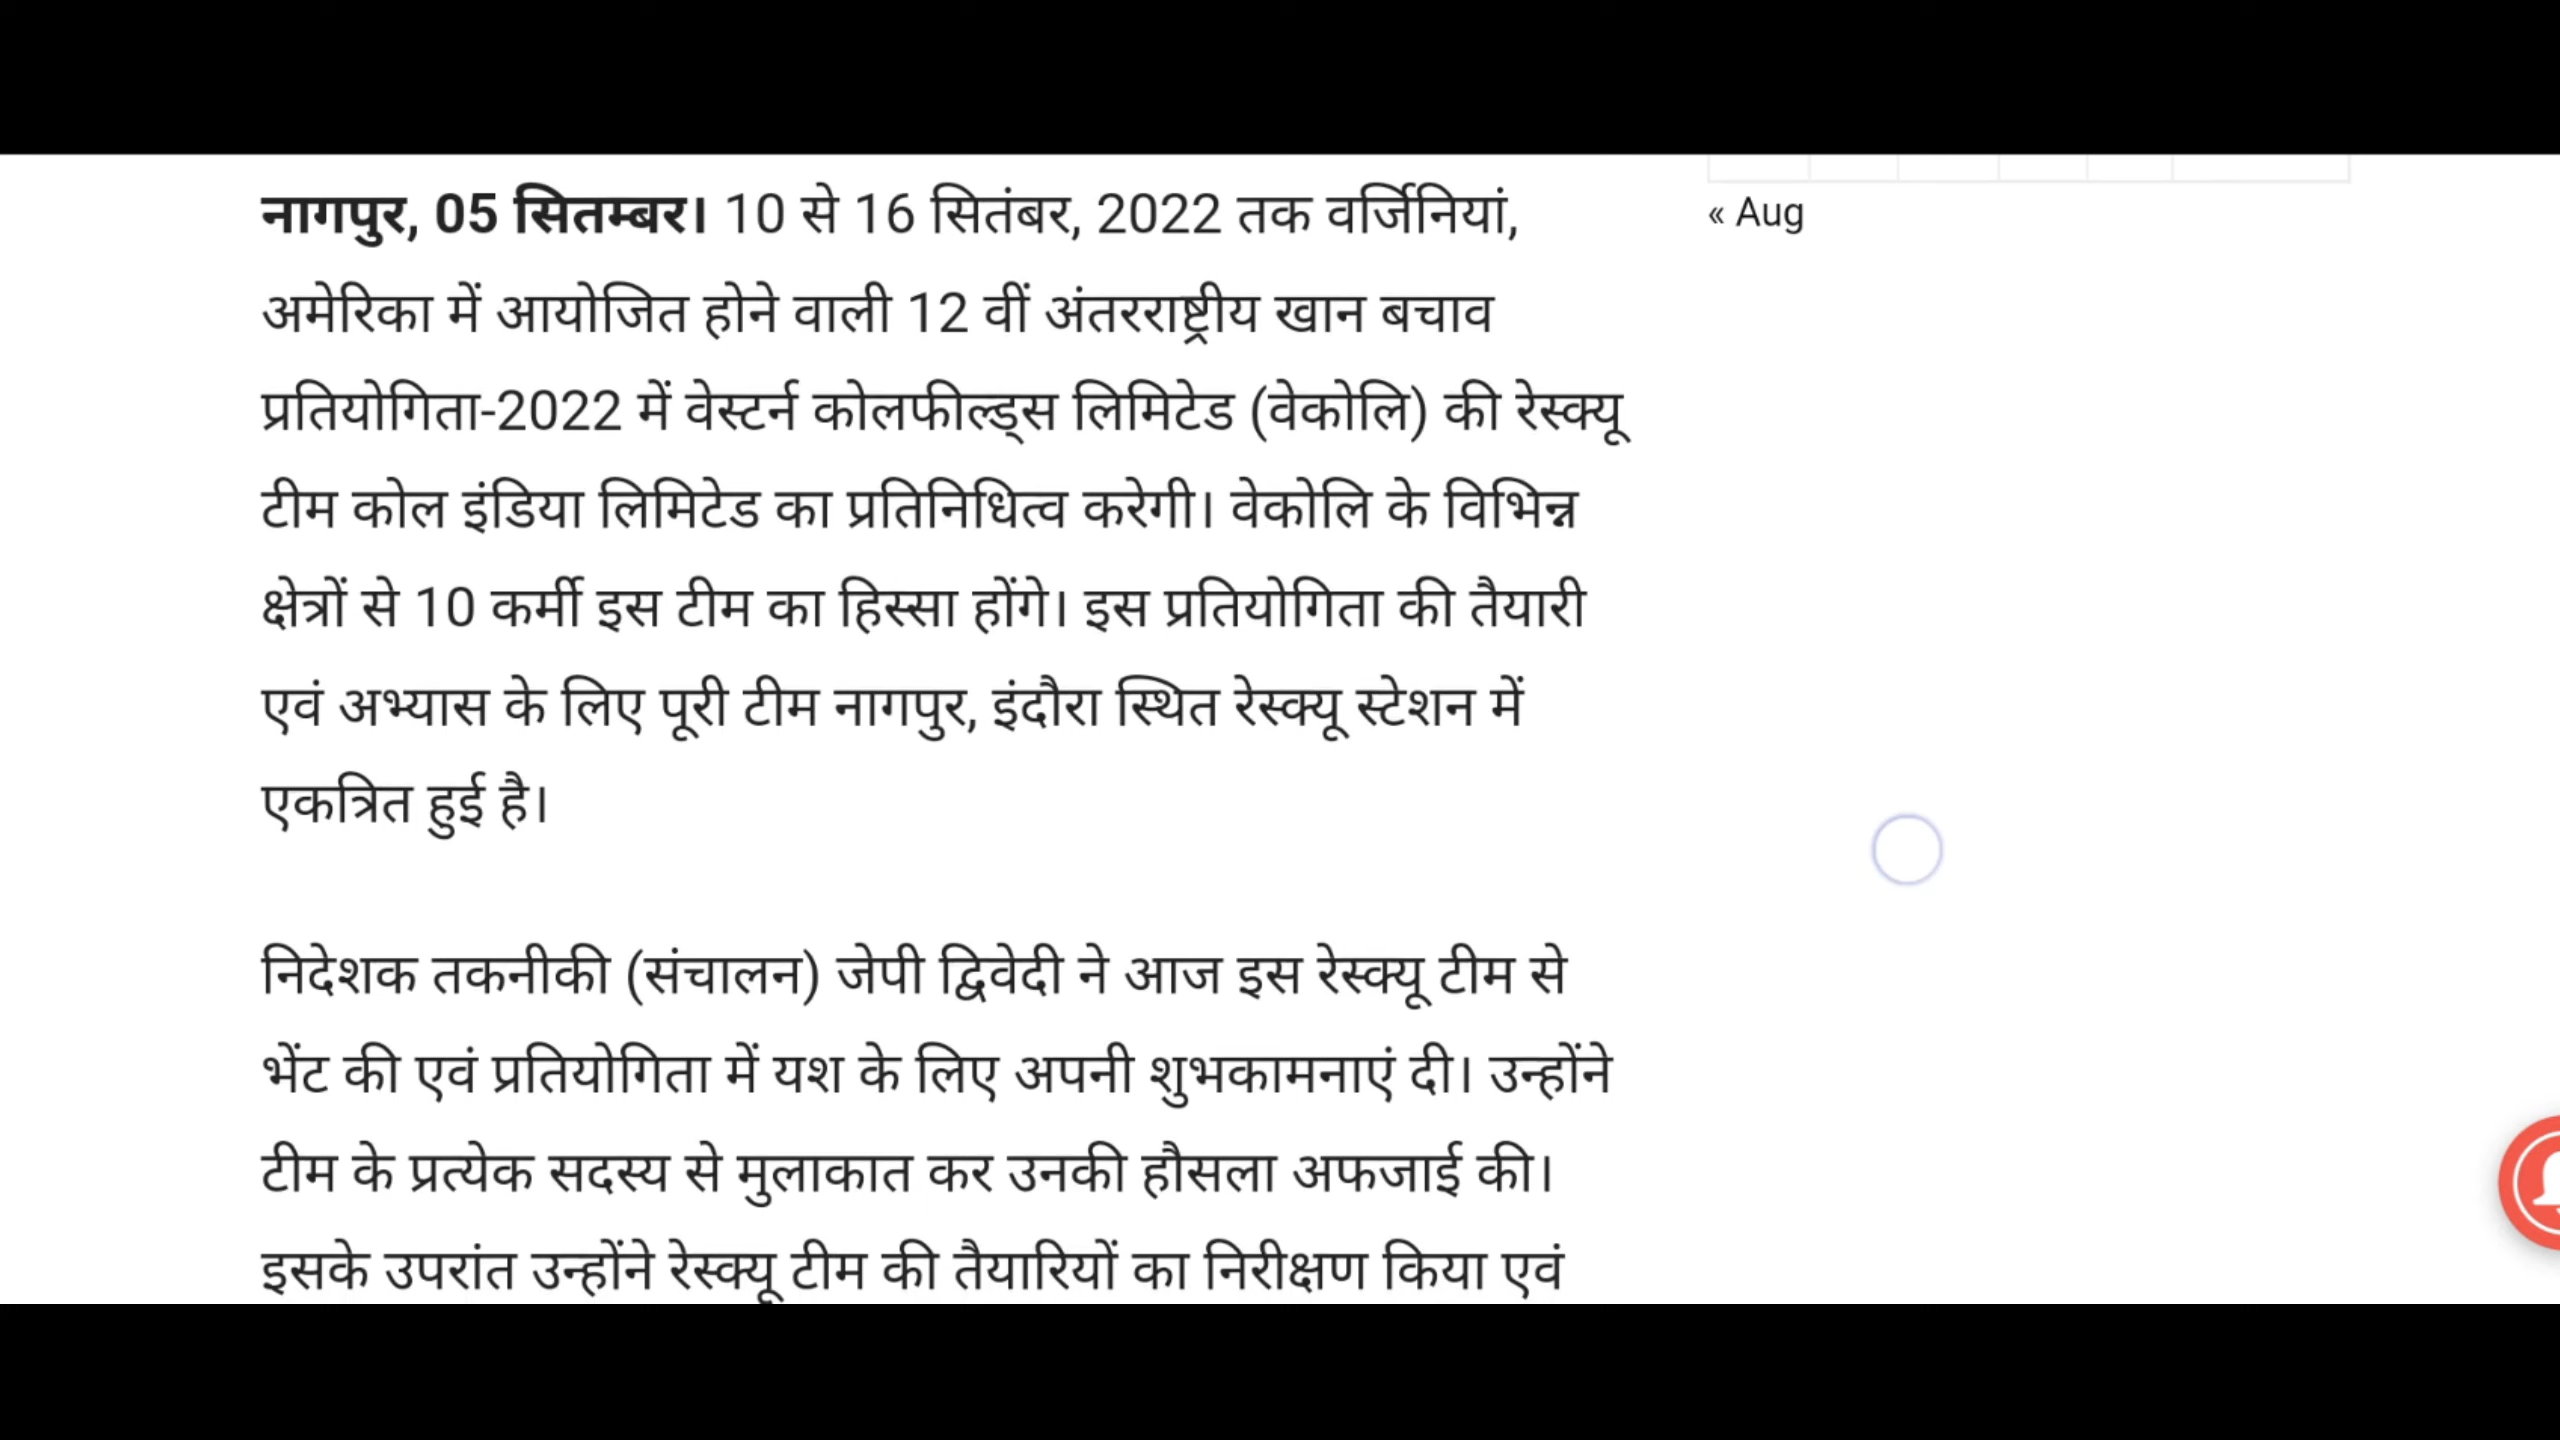 नागपुर, 05 सितम्बर। 10 से 16 सितंबर, 2022 तक वर्जिनियां,
अमेरिका में आयोजित होने वाली 12 वीं अंतरराष्ट्रीय खान बचाव
प्रतियोगिता-2022 में वेस्टर्न कोलफील्ड्स लिमिटेड (वेकोलि) की रेस्क्यू
टीम कोल इंडिया लिमिटेड का प्रतिनिधित्व करेगी। वेकोलि के विभिन्न
क्षेत्रों से 10 कर्मी इस टीम का हिस्सा होंगे। इस प्रतियोगिता की तैयारी
एवं अभ्यास के लिए पूरी टीम नागपुर, इंदौरा स्थित रेस्क्यू स्टेशन में
एकत्रित हुई है।
निदेशक तकनीकी (संचालन) जेपी द्विवेदी ने आज इस रेस्क्यू टीम से
भेंट की एवं प्रतियोगिता में यश के लिए अपनी शुभकामनाएं दी। उन्होंने
टीम के प्रत्येक सदस्य से मुलाकात कर उनकी हौसला अफजाई की।
इसके उपरांत उन्होंने रेस्क्यू टीम की तैयारियों का निरीक्षण किया एवं
« Aug